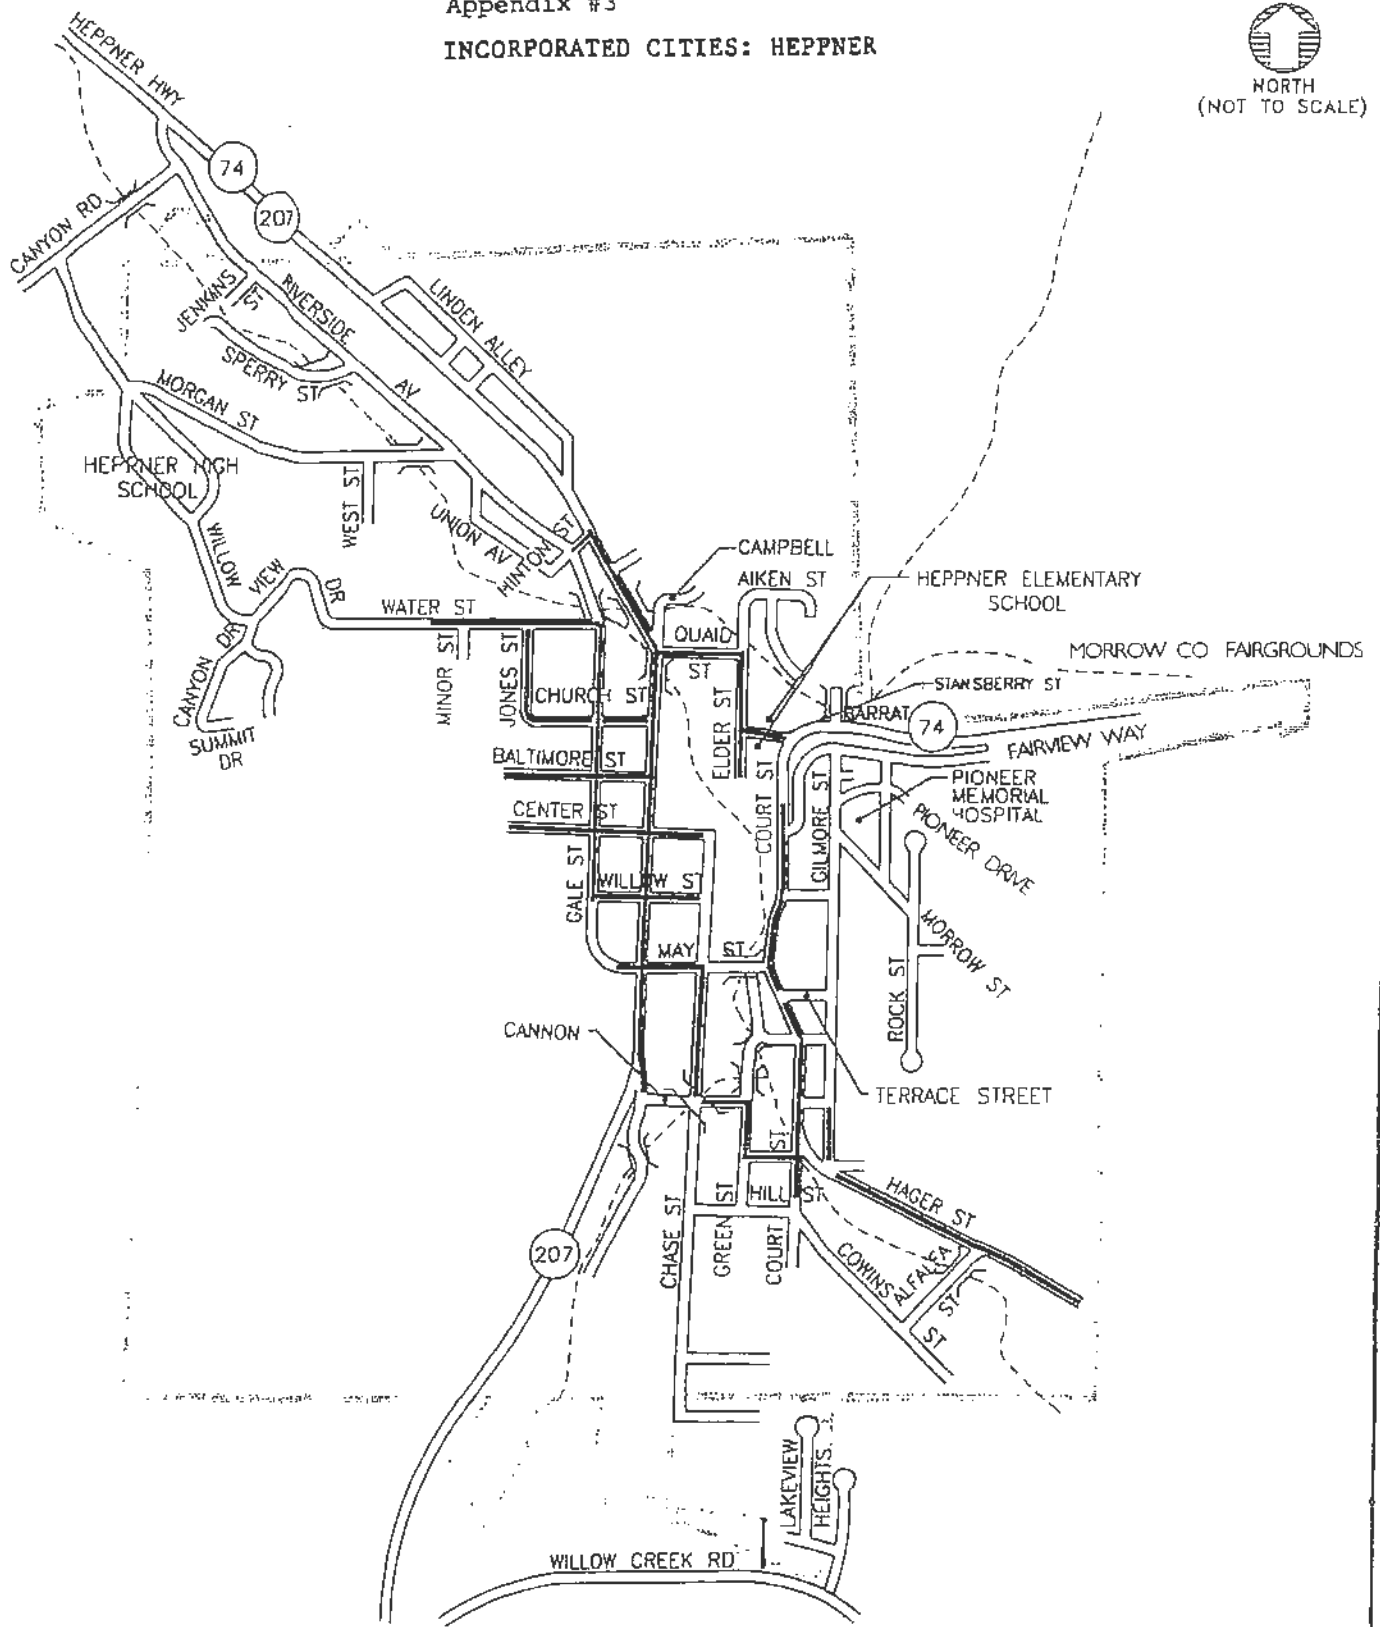 Appendix #3
INCORPORATED CITIES: HEPPNER
NORTH
(NOT TO SCALE)
HEPPNER HWY
74
207
CANYON RD
LINDEN ALLEY
JENKINS
ST
RIVERSIDE
AV
SPERRY ST
MORGAN ST
HEPPNER HIGH
SCHOOL
WEST ST
UNION AV
HINTON ST
WILLOW
VIEW
DR
CAMPBELL
AIKEN ST
HEPPNER ELEMENTARY
SCHOOL
WATER ST
QUAID
ST
MORROW CO FAIRGROUNDS
CANYON DR
SUMMIT
DR
MINOR ST
JONES ST
CHURCH ST
ELDER ST
STANSBERRY ST
BARRAT
74
FAIRVIEW WAY
BALTIMORE ST
CENTER ST
COURT ST
GILMORE ST
PIONEER
MEMORIAL
HOSPITAL
PIONEER DRIVE
GALE ST
WILLOW ST
MORROW ST
MAY ST
ROCK ST
CANNON
TERRACE STREET
ST
HILL ST
HAGER ST
CHASE ST
GREEN ST
COURT
207
COWINS
ST
ALFALFA
ST
LAKEVIEW
HEIGHTS
WILLOW CREEK RD